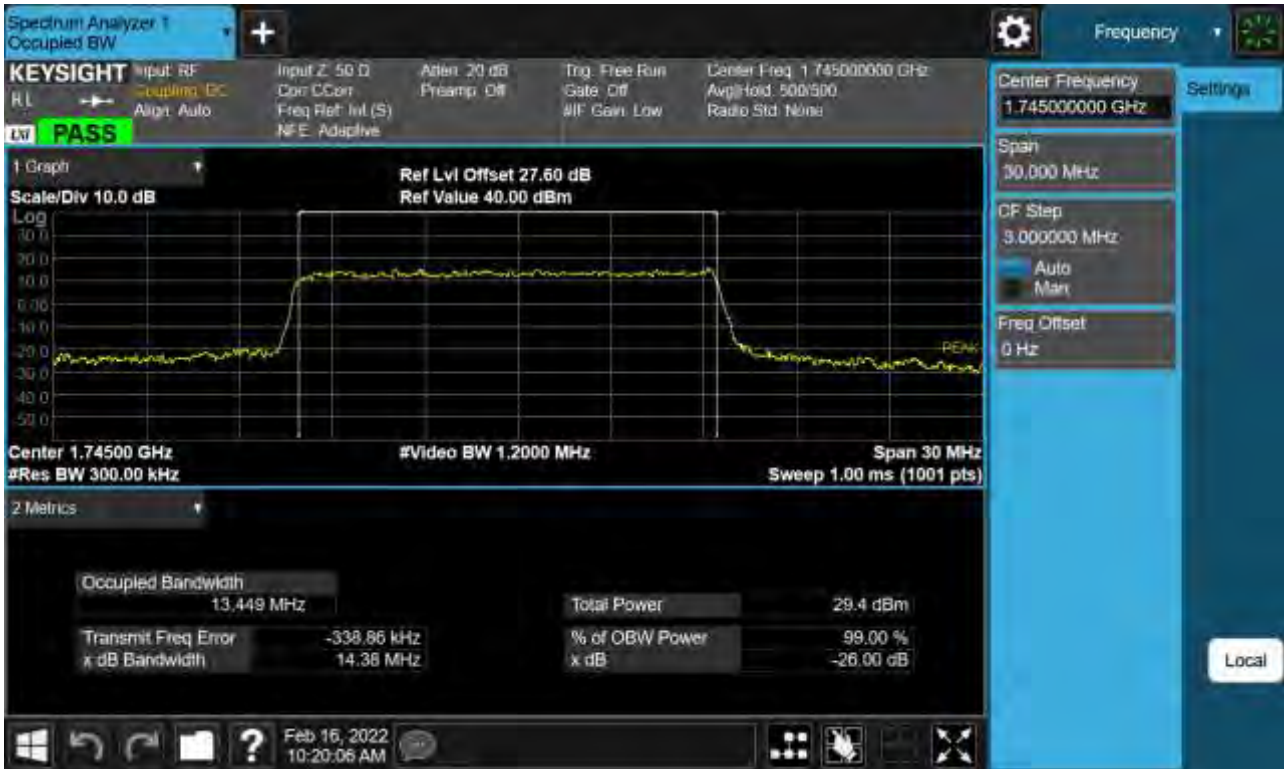 Spectrum Analyzer 1
Occupied BW
Frequency
KEYSIGHT
Input: RF
Coupling: DC
Align: Auto
RL
PASS
Input Z: 50 Ω
Corr CCorr
Freq Ref: Int (S)
NFE: Adaptive
Atten: 20 dB
Preamp: Off
Trig: Free Run
Gate: Off
#IF Gain: Low
Center Freq: 1.745000000 GHz
Avg|Hold: 500/500
Radio Std: None
Center Frequency
1.745000000 GHz
Settings
Span
30.000 MHz
CF Step
3.000000 MHz
Auto
Man
Freq Offset
0 Hz
1 Graph
Scale/Div 10.0 dB
Ref Lvl Offset 27.60 dB
Ref Value 40.00 dBm
Log
30.0
20.0
10.0
0.00
-10.0
-20.0
-30.0
-40.0
-50.0
PEAK
Center 1.74500 GHz
#Video BW 1.2000 MHz
Span 30 MHz
#Res BW 300.00 kHz
Sweep 1.00 ms (1001 pts)
2 Metrics
Occupied Bandwidth
13.449 MHz
Total Power
29.4 dBm
Transmit Freq Error
-338.86 kHz
% of OBW Power
99.00 %
x dB Bandwidth
14.38 MHz
x dB
-26.00 dB
Local
Feb 16, 2022
10:20:06 AM